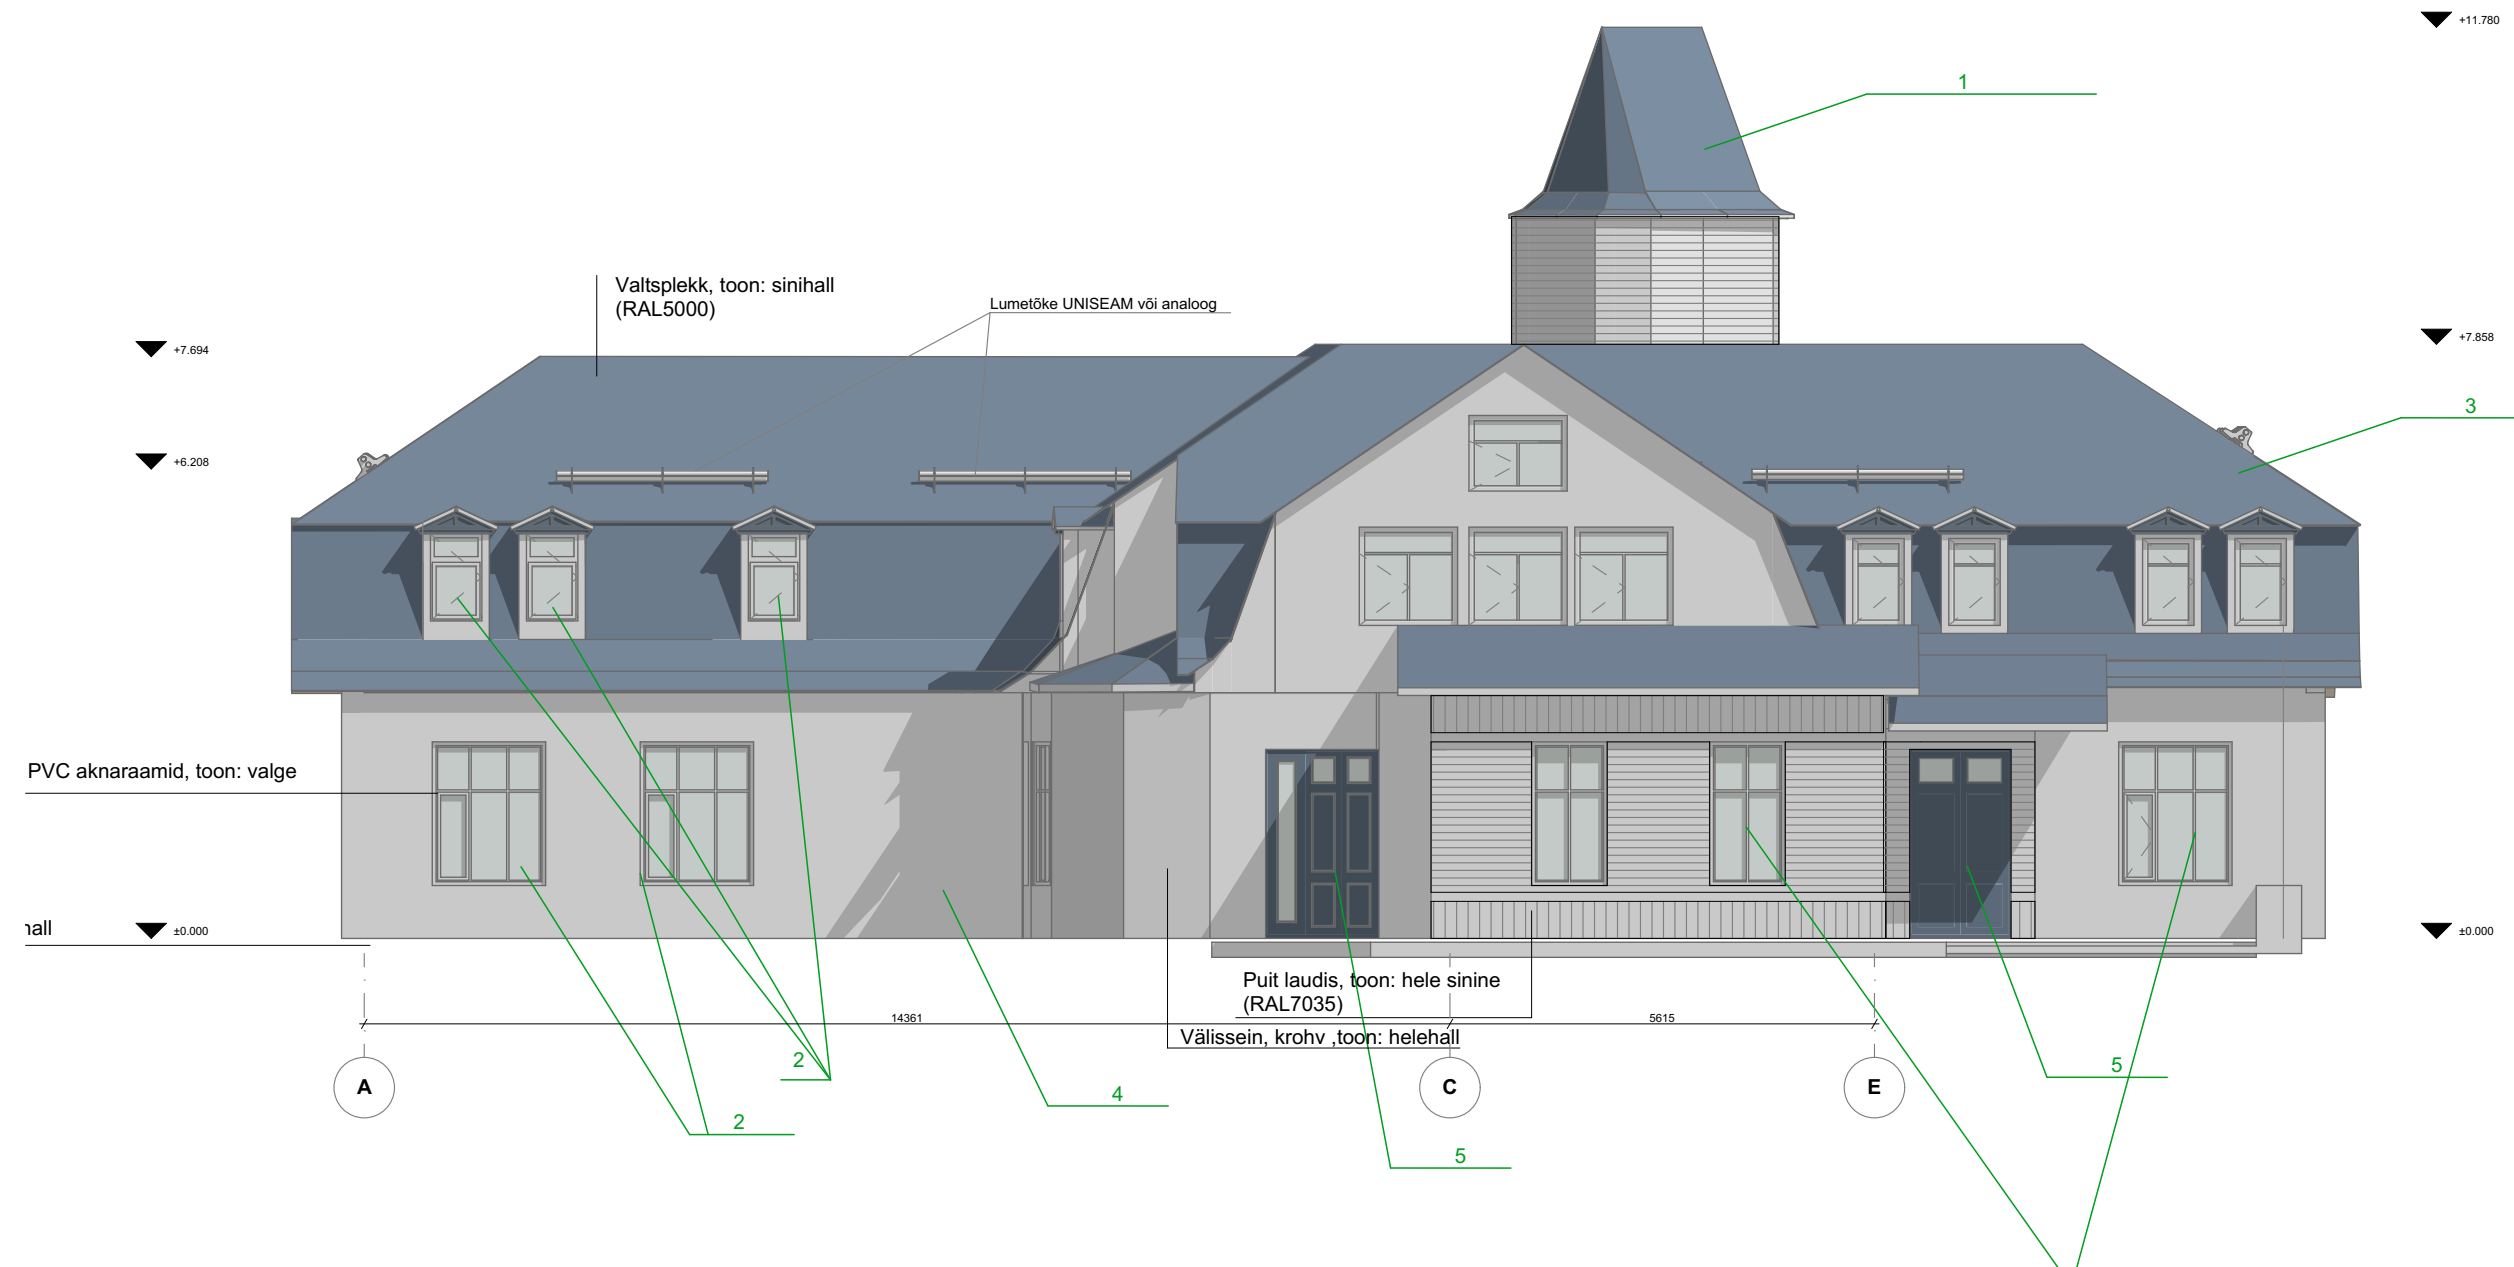 +11.780
1
Valtsplekk, toon: sinihall
(RAL5000)
Lumetõke UNISEAM või analoog
+7.694
+7.858
3
+6.208
PVC aknaraamid, toon: valge
hall
±0.000
±0.000
Puit laudis, toon: hele sinine
(RAL7035)
14361
5615
Välissein, krohv ,toon: helehall
2
5
A
C
E
4
2
5